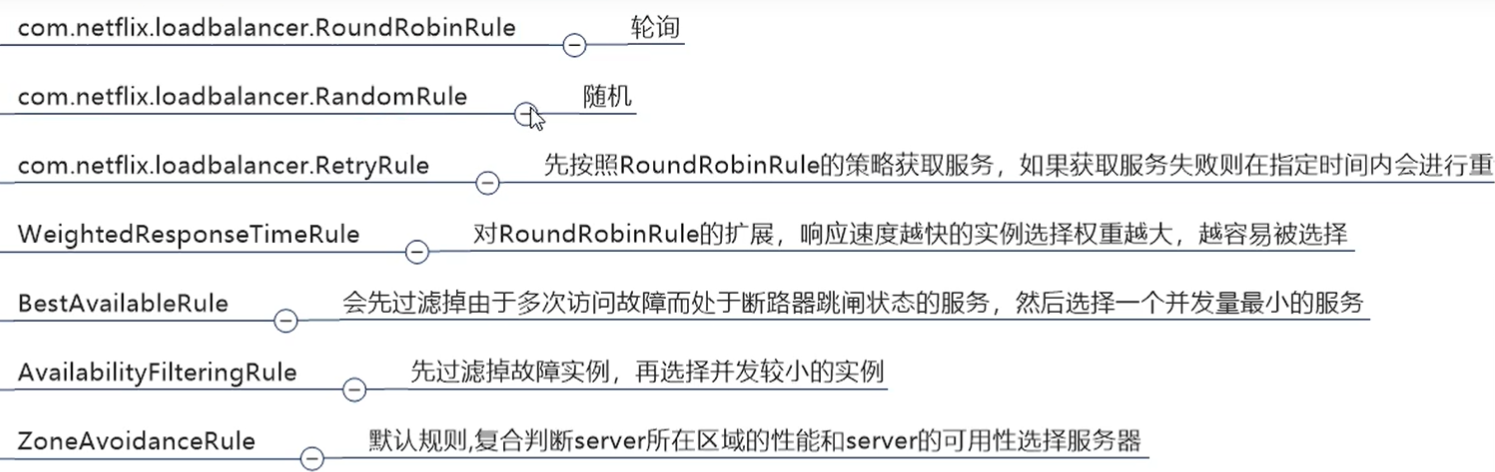 com.netflix.loadbalancer.RoundRobinRule 轮询
com.netflix.loadbalancer.RandomRule 随机
com.netflix.loadbalancer.RetryRule 先按照RoundRobinRule的策略获取服务，如果获取服务失败则在指定时间内会进行重
WeightedResponseTimeRule 对RoundRobinRule的扩展，响应速度越快的实例选择权重越大，越容易被选择
BestAvailableRule 会先过滤掉由于多次访问故障而处于断路器跳闸状态的服务，然后选择一个并发量最小的服务
AvailabilityFilteringRule 先过滤掉故障实例，再选择并发较小的实例
ZoneAvoidanceRule 默认规则,复合判断server所在区域的性能和server的可用性选择服务器